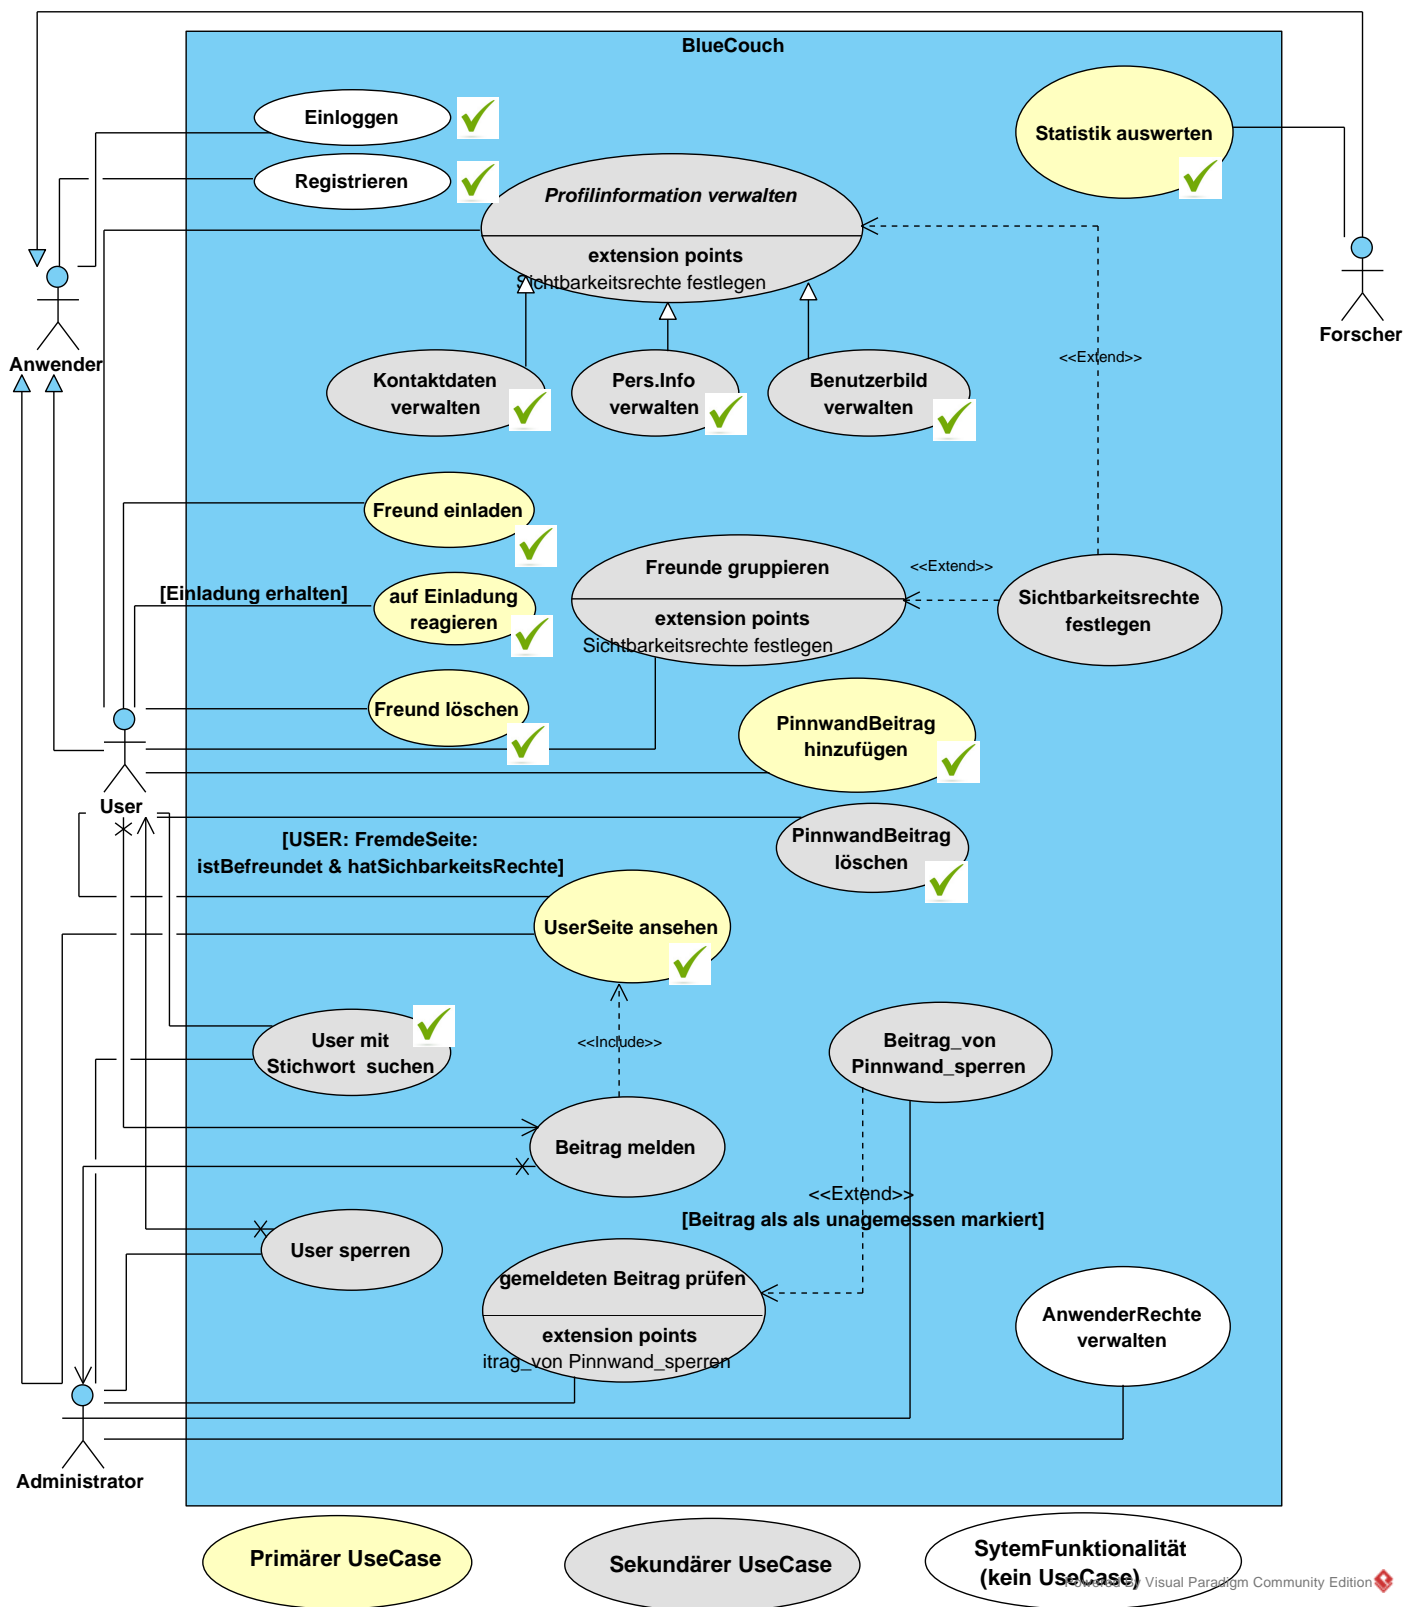 BlueCouch
Einloggen
Statistik auswerten
Registrieren
Profilinformation verwalten
extension points
Sichtbarkeitsrechte festlegen
Anwender
Forscher
<<Extend>>
Kontaktdaten
verwalten
Pers.Info
verwalten
Benutzerbild
verwalten
Freund einladen
Freunde gruppieren
extension points
Sichtbarkeitsrechte festlegen
<<Extend>>
Sichtbarkeitsrechte
festlegen
[Einladung erhalten]
auf Einladung
reagieren
Freund löschen
PinnwandBeitrag
hinzufügen
User
PinnwandBeitrag
löschen
[USER: FremdeSeite:
istBefreundet & hatSichbarkeitsRechte]
UserSeite ansehen
User mit
Stichwort_suchen
<<Include>>
Beitrag_von
Pinnwand_sperren
Beitrag melden
<<Extend>>
[Beitrag als als unagemessen markiert]
User sperren
gemeldeten Beitrag prüfen
extension points
itrag_von Pinnwand_sperren
AnwenderRechte
verwalten
Administrator
Primärer UseCase
Sekundärer UseCase
SytemFunktionalität
(kein UseCase)
Powered By Visual Paradigm Community Edition